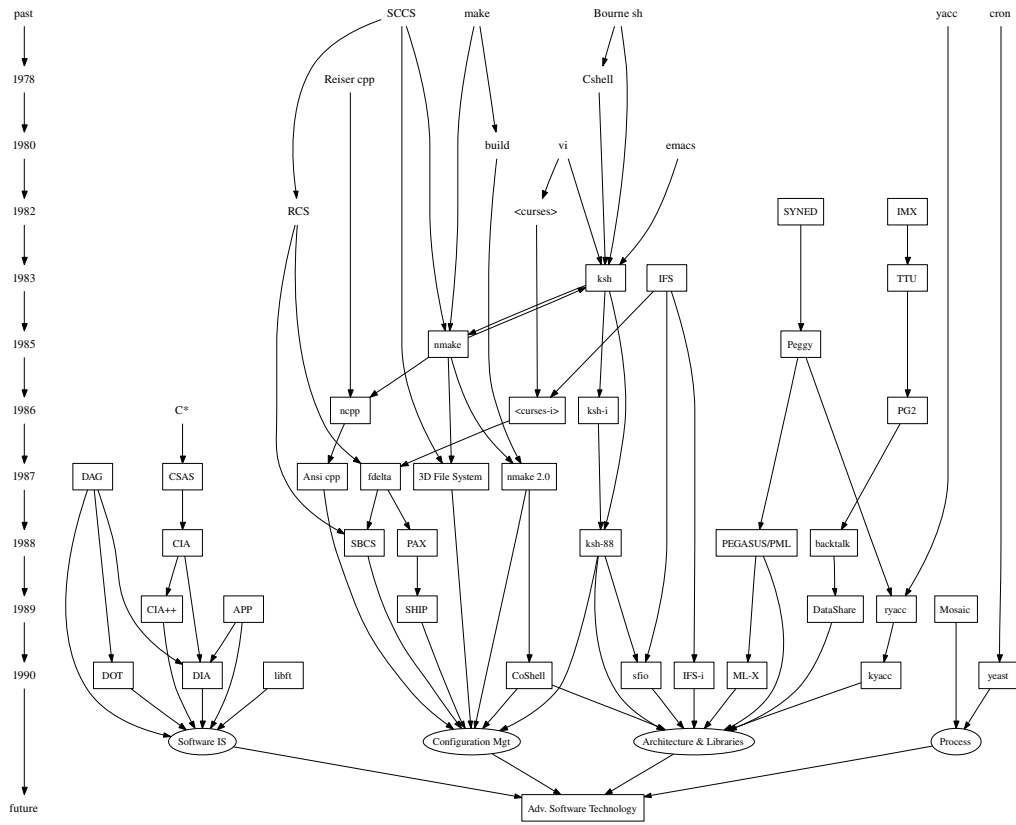 past SCCS make Bourne sh yacc cron
1978 Reiser cpp Cshell
1980 build vi emacs
1982 RCS <curses> SYNED IMX
1983 ksh IFS TTU
1985 nmake Peggy
1986 C* ncpp <curses-i> ksh-i PG2
1987 DAG CSAS Ansi cpp fdelta 3D File System nmake 2.0
1988 CIA SBCS PAX ksh-88 PEGASUS/PML backtalk
1989 CIA++ APP SHIP DataShare ryacc Mosaic
1990 DOT DIA libft CoShell sfio IFS-i ML-X kyacc yeast
Software IS Configuration Mgt Architecture & Libraries Process
future Adv. Software Technology